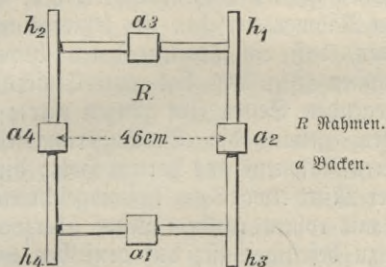 h2 a3 h1
R
a4 46cm a2
R Rahmen.
a Backen.
h4 a1 h3